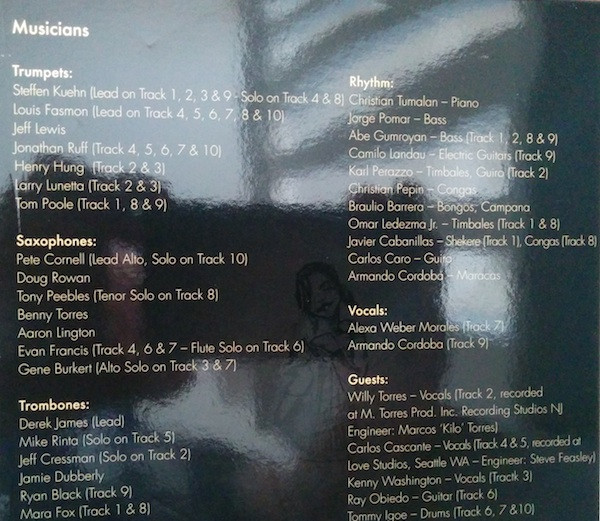 Musicians
Trumpets:
Steffen Kuehn (Lead on Track 1, 2, 3 & 9 - Solo on Track 4 & 8)
Louis Fasmon (Lead on Track 4, 5, 6, 7, 8 & 10)
Jeff Lewis
Jonathan Ruff (Track 4, 5, 6, 7 & 10)
Henry Hung (Track 2 & 3)
Larry Lunetta (Track 2 & 3)
Tom Poole (Track 1, 8 & 9)
Saxophones:
Pete Cornell (Lead Alto, Solo on Track 10)
Doug Rowan
Tony Peebles (Tenor Solo on Track 8)
Benny Torres
Aaron Lington
Evan Francis (Track 4, 6 & 7 – Flute Solo on Track 6)
Gene Burkert (Alto Solo on Track 3 & 7)
Trombones:
Derek James (Lead)
Mike Rinta (Solo on Track 5)
Jeff Cressman (Solo on Track 2)
Jamie Dubberly
Ryan Black (Track 9)
Mara Fox (Track 1 & 8)
Rhythm:
Christian Tumalan – Piano
Jorge Pomar – Bass
Abe Gumroyan – Bass (Track 1, 2, 8 & 9)
Camilo Landau – Electric Guitars (Track 9)
Karl Perazzo – Timbales, Guiro (Track 2)
Christian Pepin – Congas
Braulio Barrera – Bongos, Campana
Omar Ledezma Jr. – Timbales (Track 1 & 8)
Javier Cabanillas – Shekere (Track 1), Congas (Track 8)
Carlos Caro – Guiro
Armando Cordoba – Maracas
Vocals:
Alexa Weber Morales (Track 7)
Armando Cordoba (Track 9)
Guests:
Willy Torres – Vocals (Track 2, recorded
at M. Torres Prod. Inc. Recording Studios NJ
Engineer: Marcos 'Kilo' Torres)
Carlos Cascante – Vocals (Track 4 & 5, recorded at
Love Studios, Seattle WA – Engineer: Steve Feasley)
Kenny Washington – Vocals (Tractk 3)
Ray Obiedo – Guitar (Track 6)
Tommy Igoe – Drums (Track 6, 7 &10)